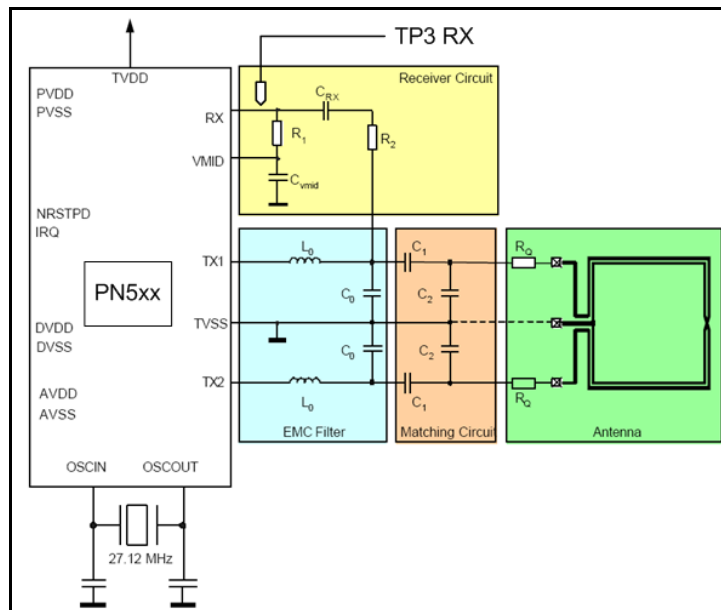 TP3 RX
TVDD
Receiver Circuit
PVDD
PVSS
RX
CRX
R1
R2
VMID
Cvmid
NRSTPD
IRQ
TX1
L0
C1
RQ
PN5xx
C0
C2
DVDD
DVSS
TVSS
C0
C2
AVDD
AVSS
TX2
L0
C1
RQ
EMC Filter
Matching Circuit
Antenna
OSCIN
OSCOUT
27.12 MHz